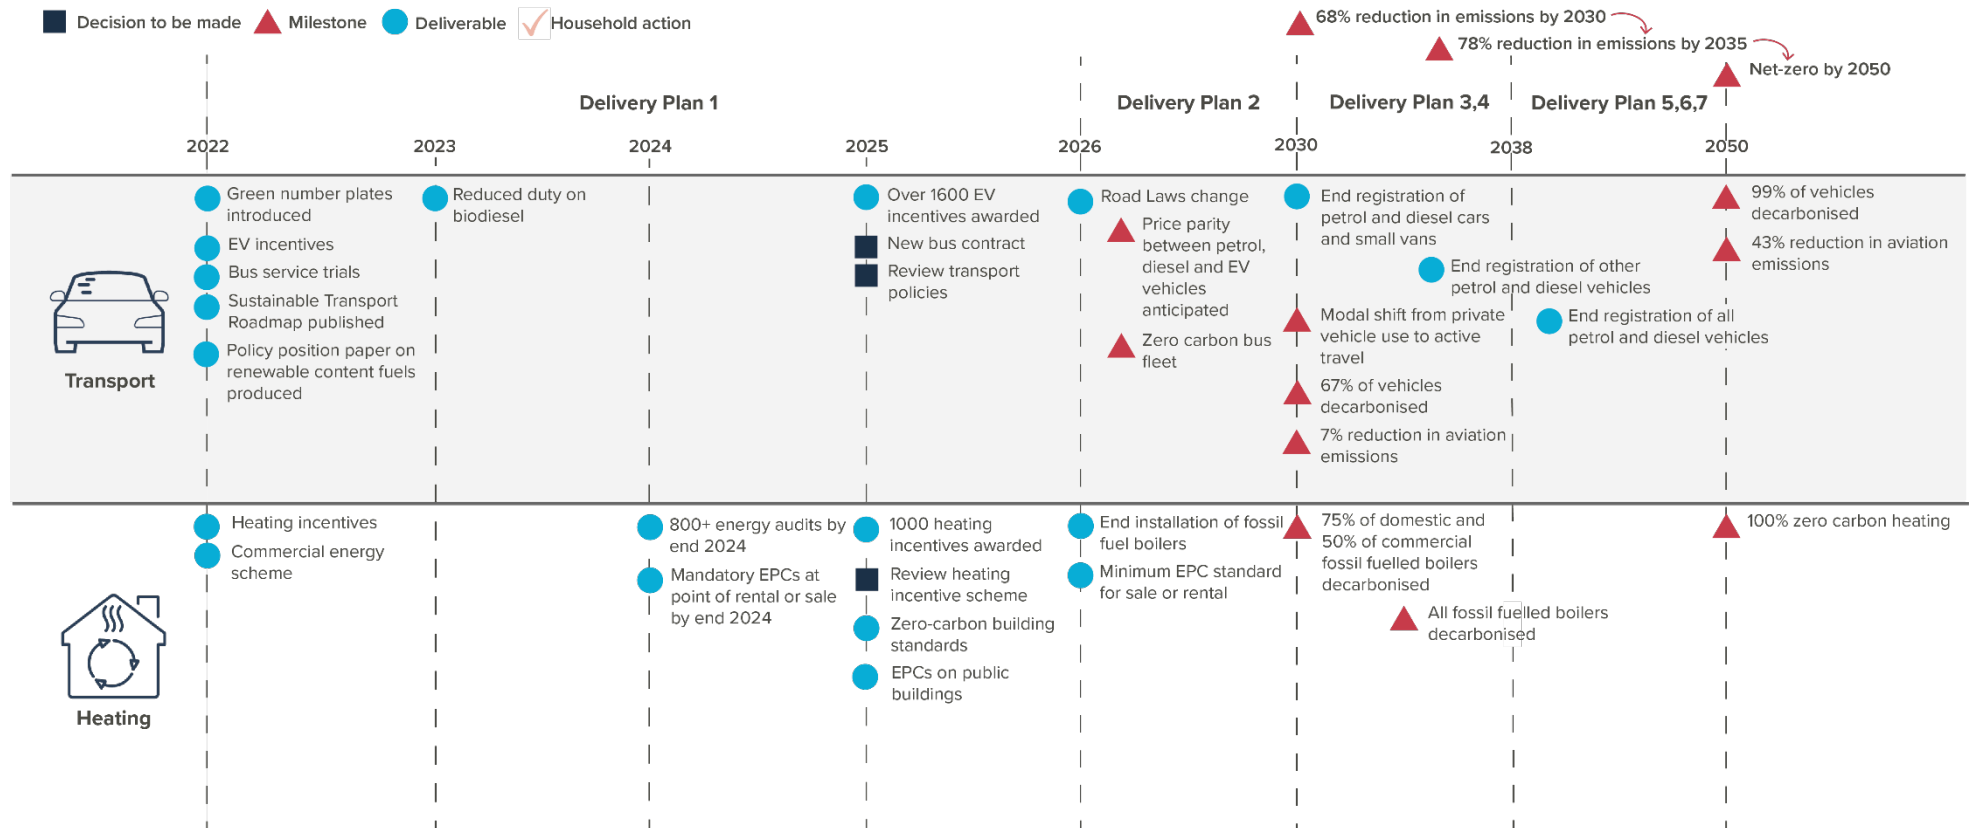 Decision to be made
Milestone
Deliverable
Household action
68% reduction in emissions by 2030
78% reduction in emissions by 2035
Net-zero by 2050
Delivery Plan 1
Delivery Plan 2
Delivery Plan 3,4
Delivery Plan 5,6,7
2022
2023
2024
2025
2026
2030
2038
2050
Transport
Green number plates
introduced
EV incentives
Bus service trials
Sustainable Transport
Roadmap published
Policy position paper on
renewable content fuels
produced
Reduced duty on
biodiesel
Over 1600 EV
incentives awarded
New bus contract
Review transport
policies
Road Laws change
Price parity
between petrol,
diesel and EV
vehicles
anticipated
Zero carbon bus
fleet
End registration of
petrol and diesel cars
and small vans
End registration of other
petrol and diesel vehicles
Modal shift from private
vehicle use to active
travel
67% of vehicles
decarbonised
7% reduction in aviation
emissions
End registration of all
petrol and diesel vehicles
99% of vehicles
decarbonised
43% reduction in aviation
emissions
Heating
Heating incentives
Commercial energy
scheme
800+ energy audits by
end 2024
Mandatory EPCs at
point of rental or sale
by end 2024
1000 heating
incentives awarded
Review heating
incentive scheme
Zero-carbon building
standards
EPCs on public
buildings
End installation of fossil
fuel boilers
Minimum EPC standard
for sale or rental
75% of domestic and
50% of commercial
fossil fuelled boilers
decarbonised
All fossil fuelled boilers
decarbonised
100% zero carbon heating